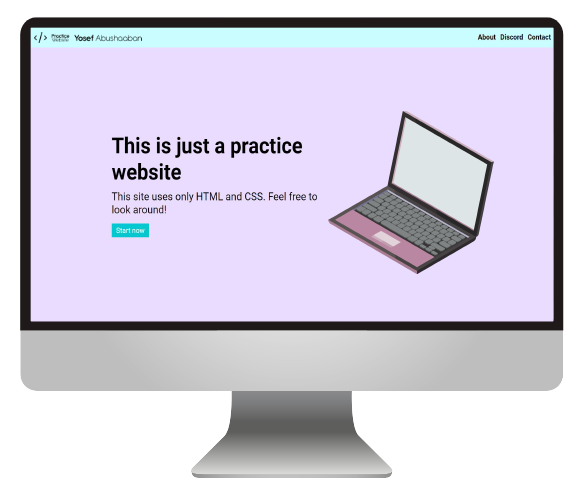 </> Practice Website Yosef Abushaaban
About Discord Contact
This is just a practice
website
This site uses only HTML and CSS. Feel free to
look around!
Start now